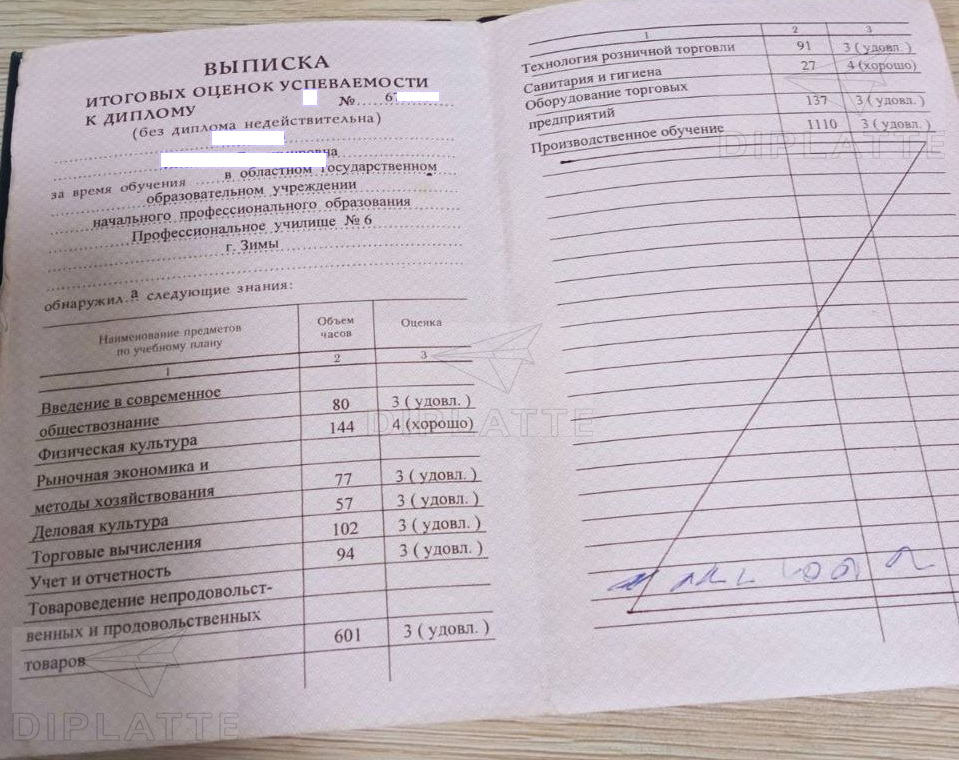 ВЫПИСКА
ИТОГОВЫХ ОЦЕНОК УСПЕВАЕМОСТИ
К ДИПЛОМУ № 6
(без диплома недействительна)
за время обучения в областном государственном
образовательном учреждении
начального профессионального образования
Профессиональное училище № 6
г. Зимы
обнаружил а следующие знания:
Наименование предметов по учебному плану Объем часов Оценка
1 2 3
Введение в современное
обществознание 80 3 ( удовл. )
Физическая культура 144 4 (хорошо)
Рыночная экономика и
методы хозяйствования 77 3 ( удовл. )
Деловая культура 57 3 ( удовл. )
Торговые вычисления 102 3 ( удовл. )
Учет и отчетность 94 3 ( удовл. )
Товароведение непродовольст-
венных и продовольственных
товаров 601 3 ( удовл. )
1 2 3
Технология розничной торговли 91 3 ( удовл. )
Санитария и гигиена 27 4 (хорошо)
Оборудование торговых
предприятий 137 3 ( удовл. )
Производственное обучение 1110 3 ( удовл. )
DIPLATTE
DIPLATTE
DIPLATTE